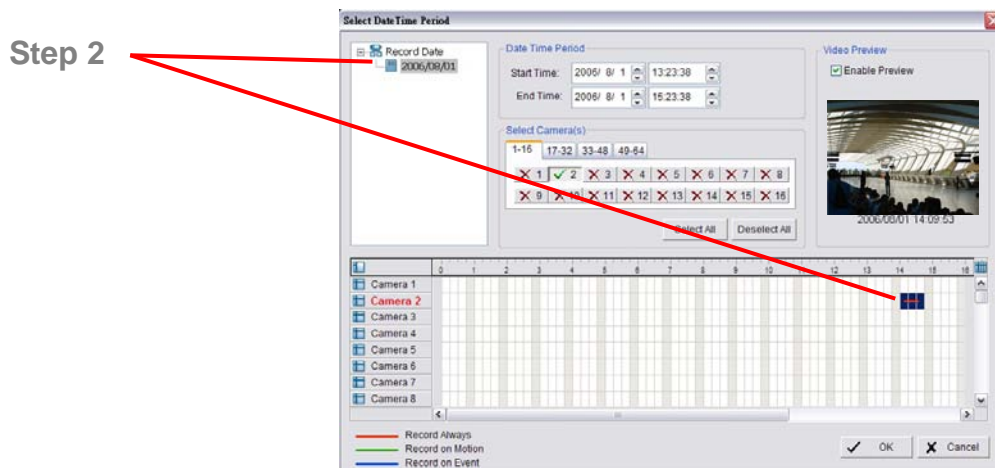 Step 2
Select DateTime Period
Record Date
2006/08/01
Date Time Period
Start Time: 2006/ 8/ 1 13:23:38
End Time: 2006/ 8/ 1 15:23:38
Select Camera(s)
1-16 17-32 33-48 49-64
1 2 3 4 5 6 7 8
9 10 11 12 13 14 15 16
Select All Deselect All
Video Preview
Enable Preview
2006/08/01 14:09:53
0 1 2 3 4 5 6 7 8 9 10 11 12 13 14 15 16
Camera 1
Camera 2
Camera 3
Camera 4
Camera 5
Camera 6
Camera 7
Camera 8
Record Always
Record on Motion
Record on Event
OK Cancel